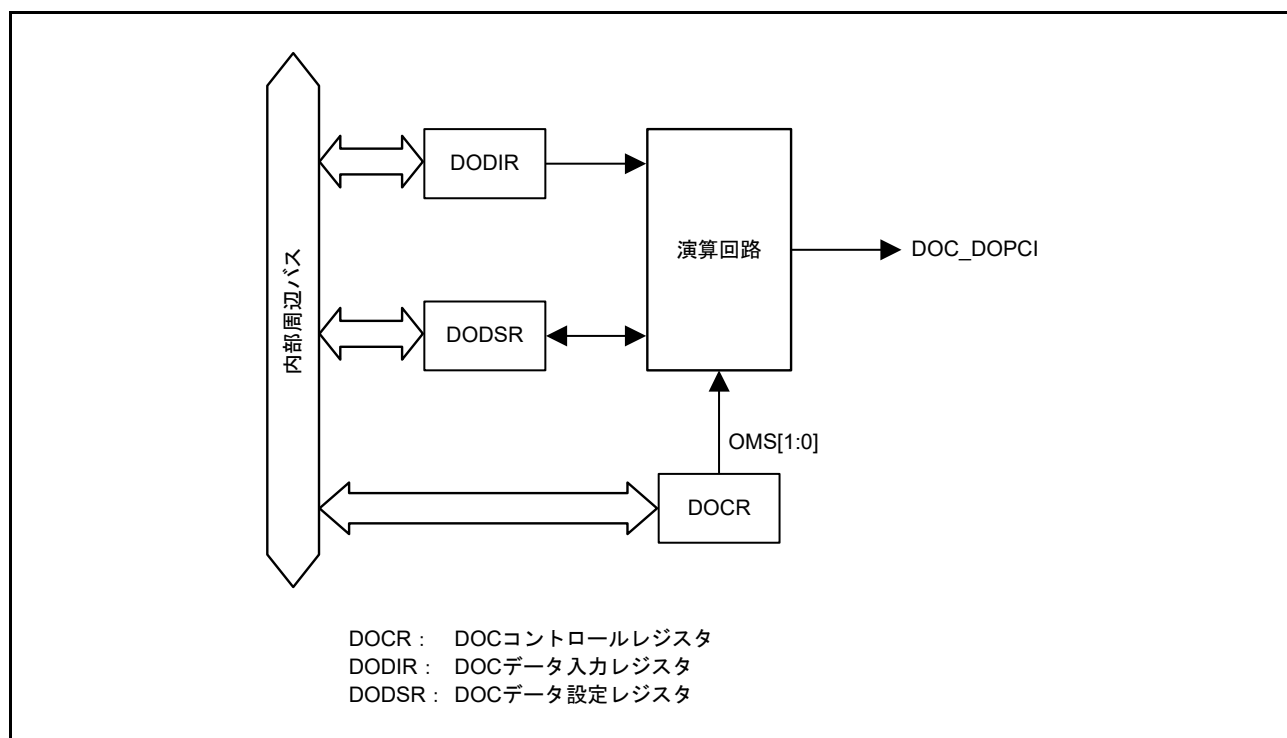 DODIR
演算回路
DOC_DOPCI
内部周辺バス
DODSR
OMS[1:0]
DOCR
DOCR： DOCコントロールレジスタ
DODIR： DOCデータ入力レジスタ
DODSR： DOCデータ設定レジスタ